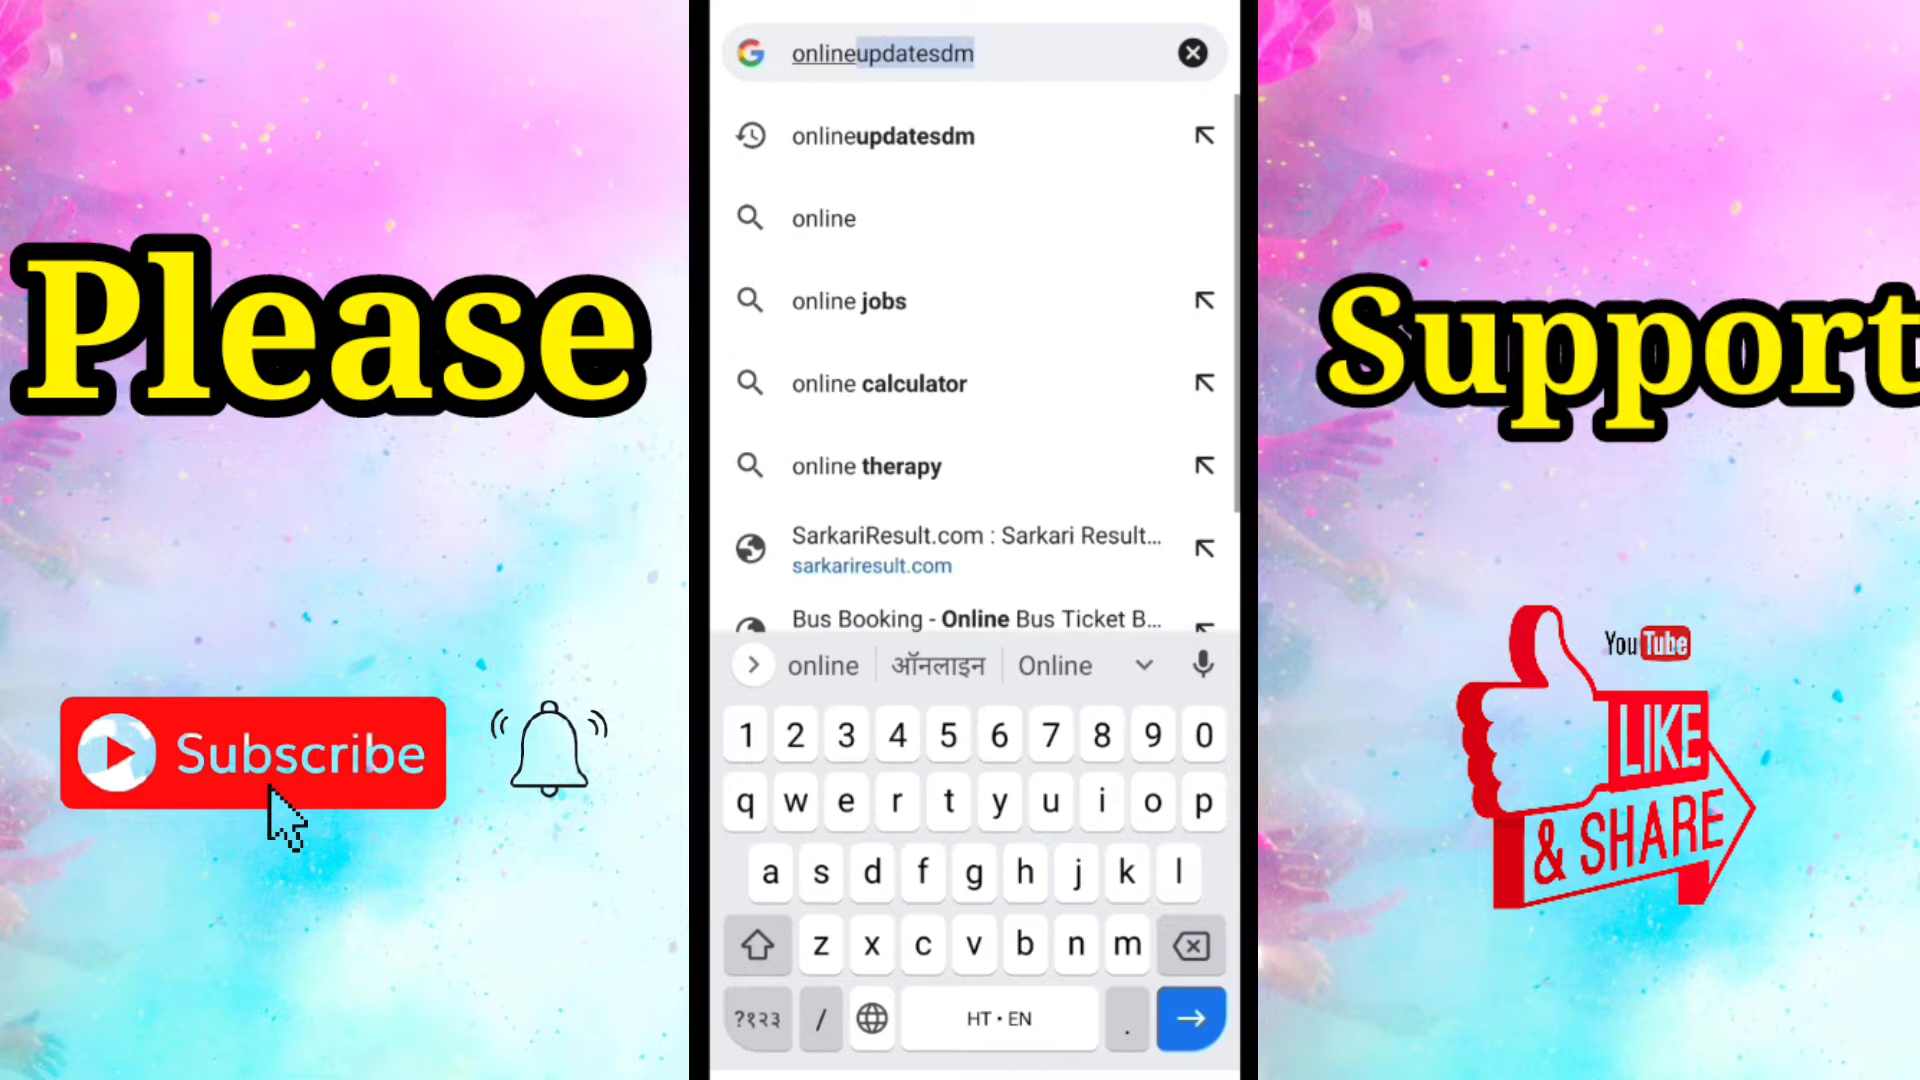 Please
Subscribe
onlineupdatesdm
onlineupdatesdm
online
online jobs
online calculator
online therapy
SarkariResult.com : Sarkari Result...
sarkariresult.com
Bus Booking - Online Bus Ticket B...
online ऑनलाइन Online
1 2 3 4 5 6 7 8 9 0
q w e r t y u i o p
a s d f g h j k l
z x c v b n m
?१२३ / HT • EN .
Support
YouTube
LIKE
& SHARE